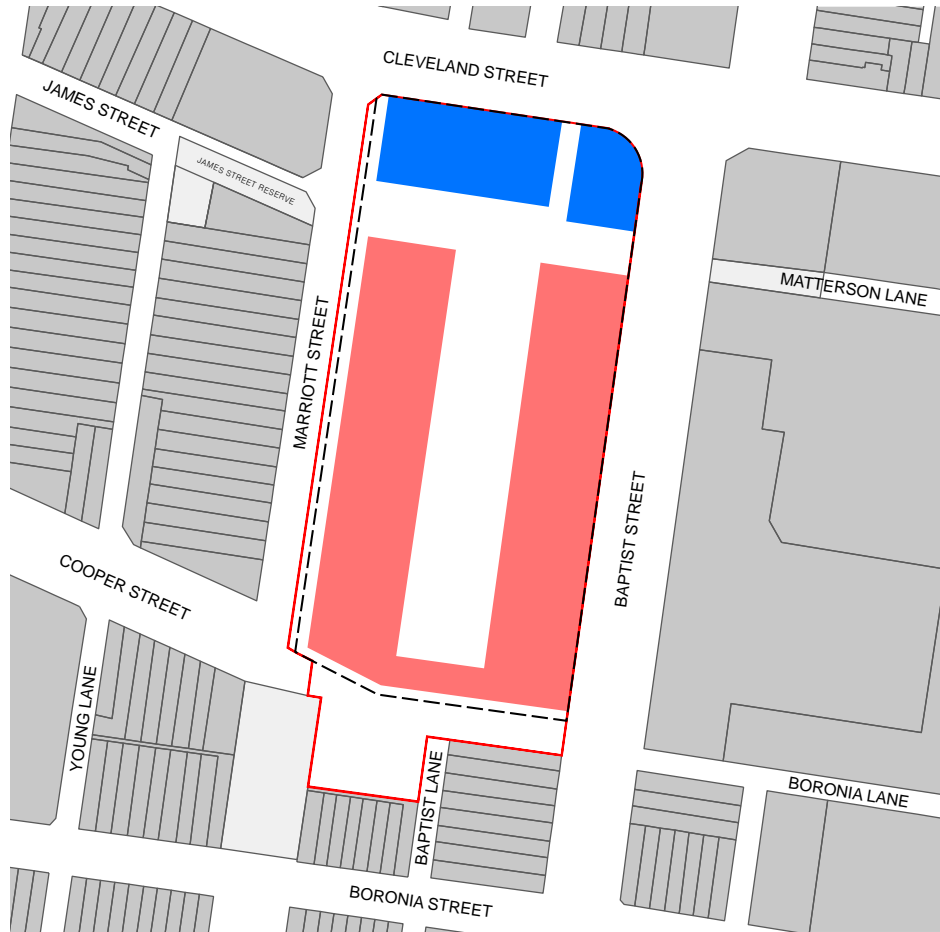 CLEVELAND STREET
JAMES STREET
JAMES STREET RESERVE
MATTERSON LANE
MARRIOTT STREET
BAPTIST STREET
COOPER STREET
YOUNG LANE
BAPTIST LANE
BORONIA LANE
BORONIA STREET